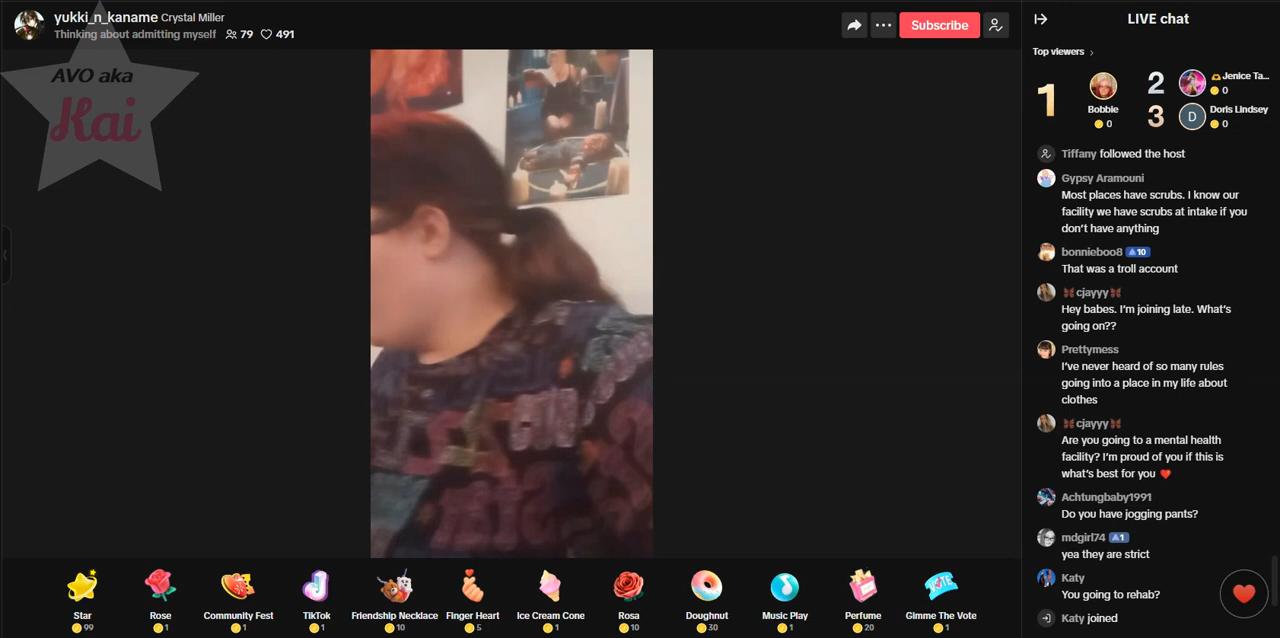 yukki_n_kaname Crystal Miller
Thinking about admitting myself 79 491
Subscribe
AVO aka
Kai
LIVE chat
Top viewers >
1
Bobbie
0
2
Jenice Ta...
0
3
D
Doris Lindsey
0
Tiffany followed the host
Gypsy Aramouni
Most places have scrubs. I know our
facility we have scrubs at intake if you
don't have anything
bonnieboo8 10
That was a troll account
cjayyy
Hey babes. I'm joining late. What's
going on??
Prettymess
I've never heard of so many rules
going into a place in my life about
clothes
cjayyy
Are you going to a mental health
facility? I'm proud of you if this is
what's best for you ❤️
Achtungbaby1991
Do you have jogging pants?
mdgirl74 1
yea they are strict
Katy
You going to rehab?
Katy joined
Star
99
Rose
1
Community Fest
1
TikTok
1
Friendship Necklace
10
Finger Heart
5
Ice Cream Cone
1
Rosa
10
Doughnut
30
Music Play
1
Perfume
20
VOTE
Gimme The Vote
1